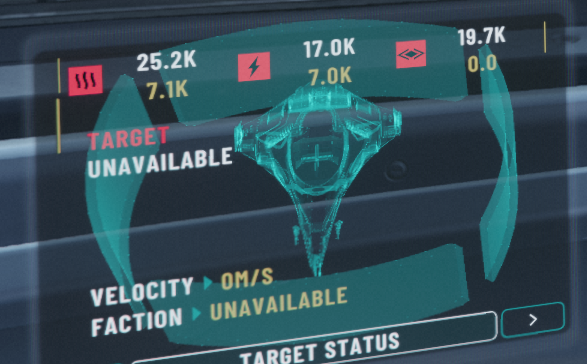 25.2K 17.0K 19.7K
7.1K 7.0K 0.0
TARGET
UNAVAILABLE
VELOCITY 0M/S
FACTION UNAVAILABLE
TARGET STATUS